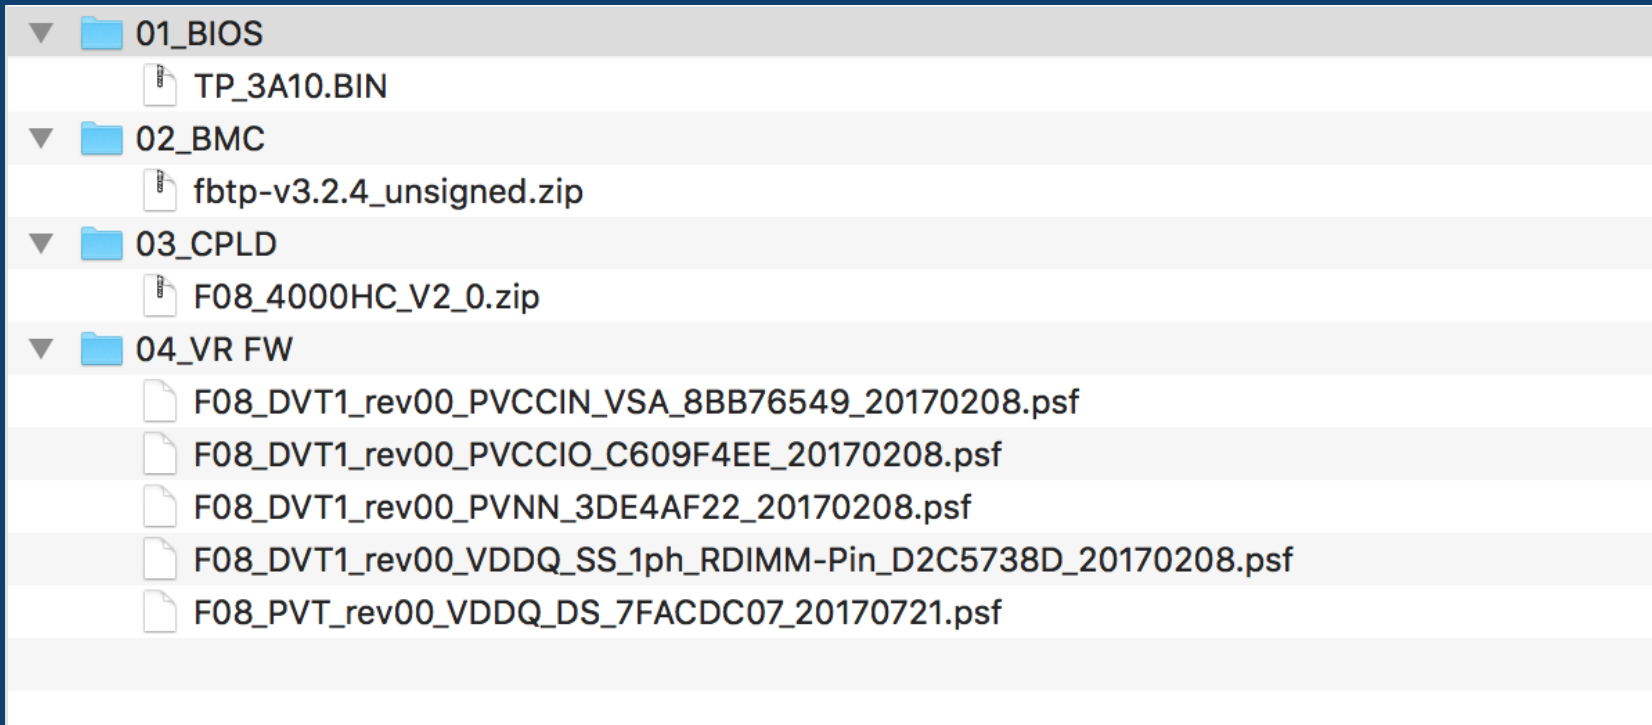 01_BIOS
TP_3A10.BIN
02_BMC
fbtp-v3.2.4_unsigned.zip
03_CPLD
F08_4000HC_V2_0.zip
04_VR FW
F08_DVT1_rev00_PVCCIN_VSA_8BB76549_20170208.psf
F08_DVT1_rev00_PVCCIO_C609F4EE_20170208.psf
F08_DVT1_rev00_PVNN_3DE4AF22_20170208.psf
F08_DVT1_rev00_VDDQ_SS_1ph_RDIMM-Pin_D2C5738D_20170208.psf
F08_PVT_rev00_VDDQ_DS_7FACDC07_20170721.psf